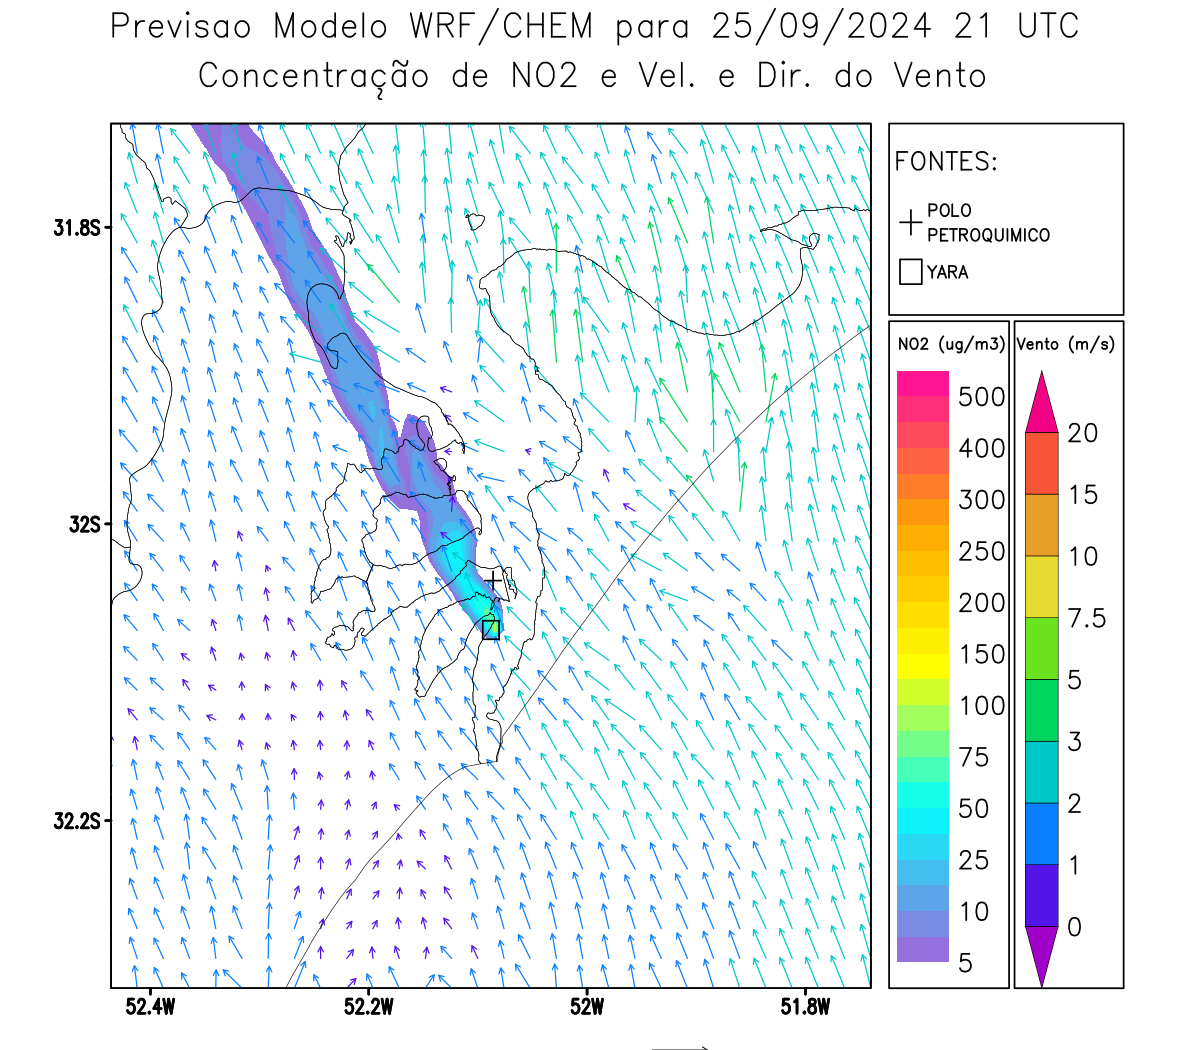 Previsao Modelo WRF/CHEM para 25/09/2024 21 UTC
Concentração de NO2 e Vel. e Dir. do Vento
FONTES:
POLO
PETROQUIMICO
YARA
NO2 (ug/m3)
500
400
300
250
200
150
100
75
50
25
10
5
Vento (m/s)
20
15
10
7.5
5
3
2
1
0
31.8S
32S
32.2S
52.4W
52.2W
52W
51.8W